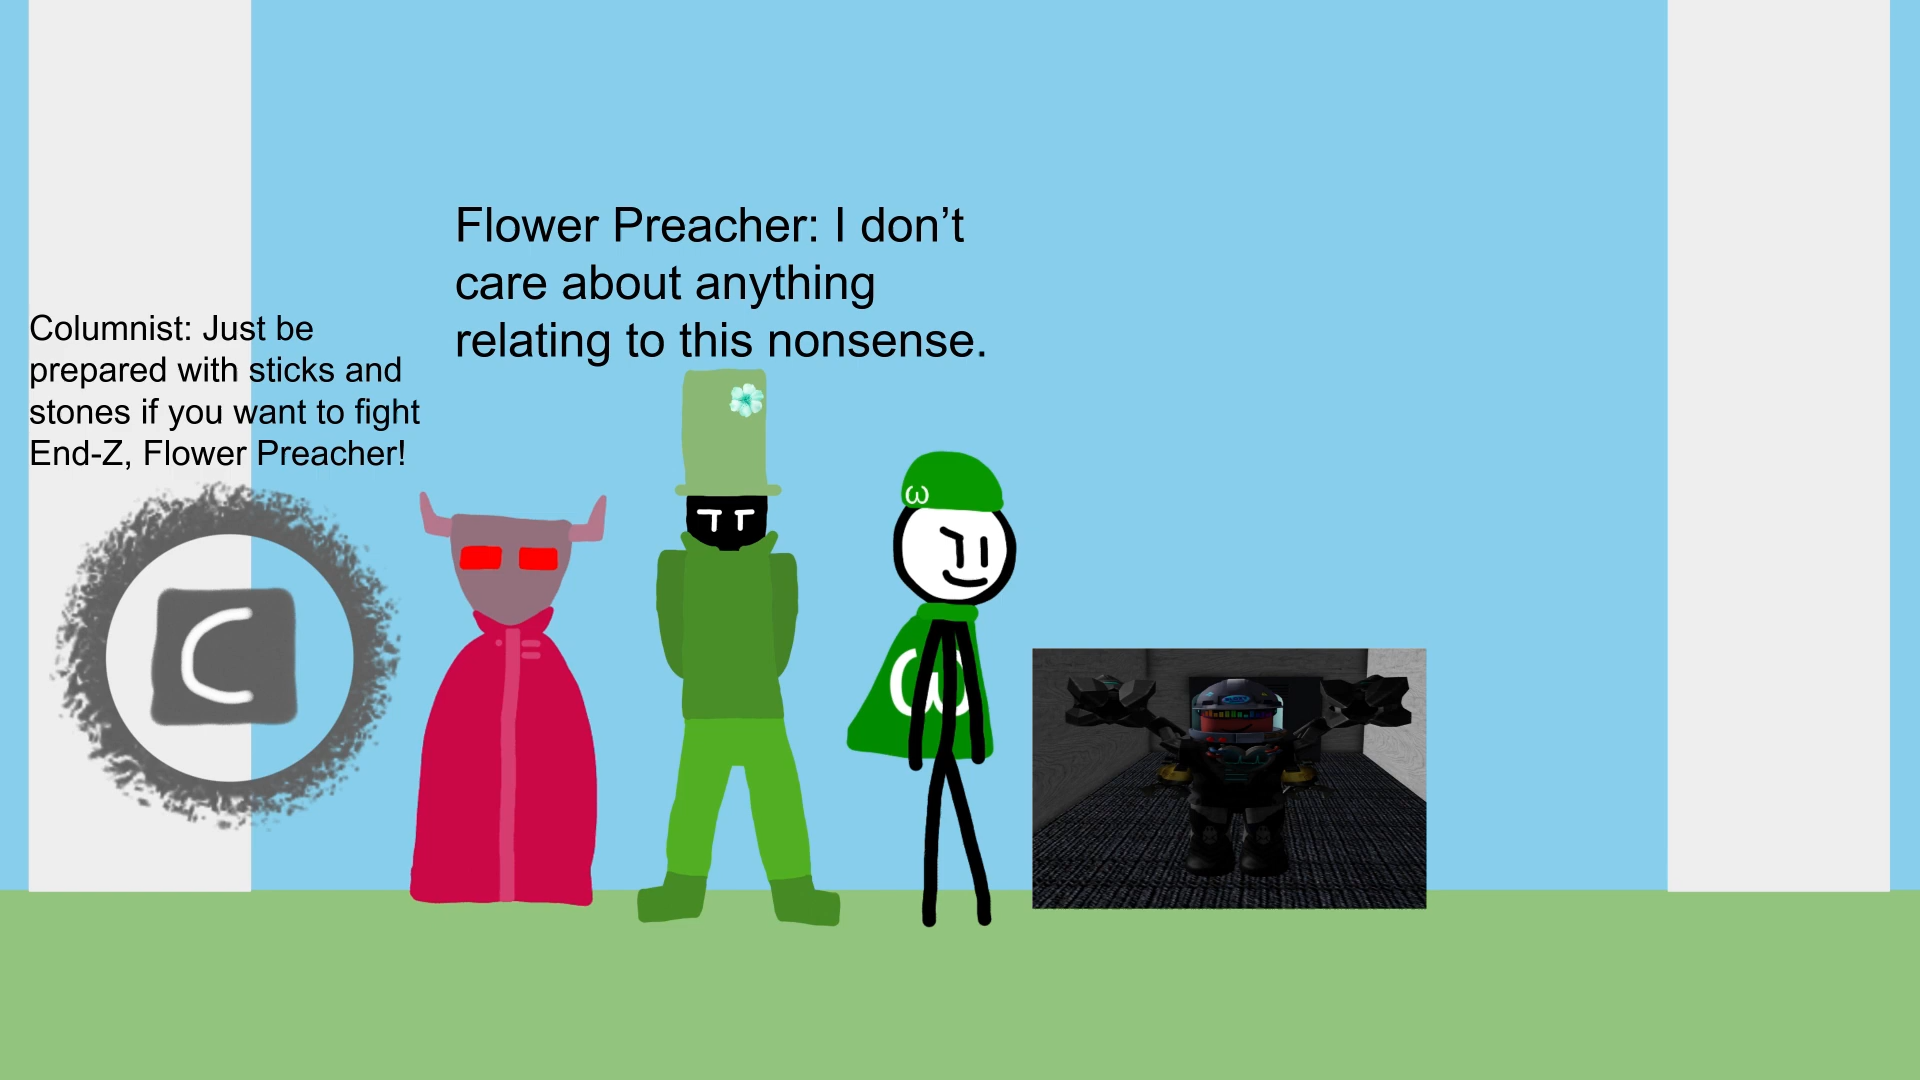 Flower Preacher: I don’t
care about anything
relating to this nonsense.
Columnist: Just be
prepared with sticks and
stones if you want to fight
End-Z, Flower Preacher!
C
ω
ω